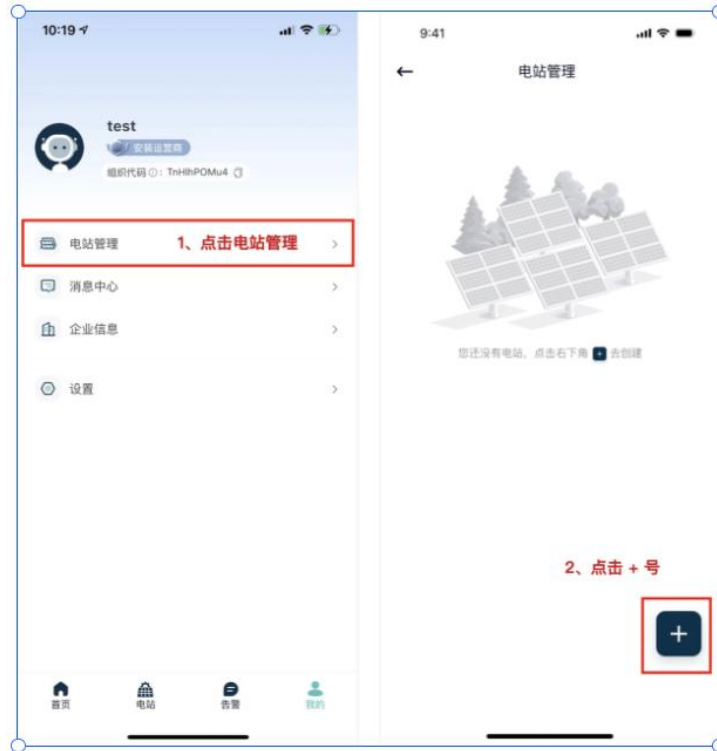 10:19
test
安装运营商
组织代码 : TnHlhPOMu4
电站管理
1、点击电站管理
消息中心
企业信息
设置
首页
电站
告警
我的
9:41
电站管理
您还没有电站，点击右下角 + 去创建
2、点击 + 号
+